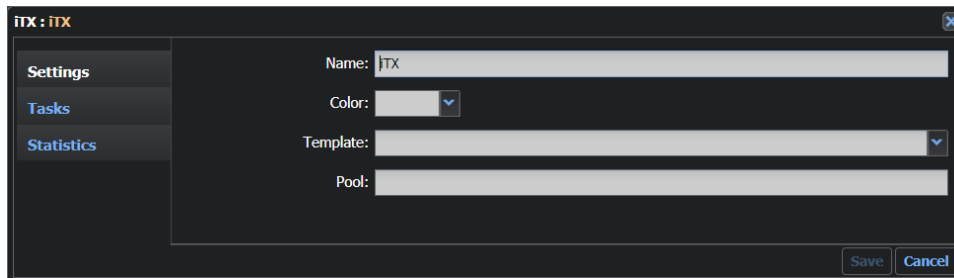 iTX : iTX
Settings
Tasks
Statistics
Name: iTX
Color:
Template:
Pool:
Save Cancel